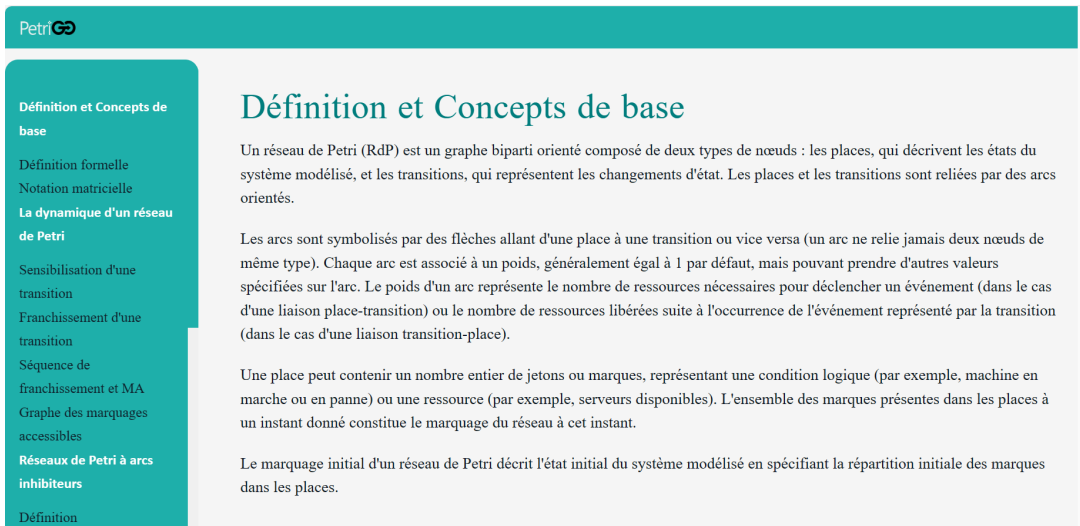 PetriGO
Définition et Concepts de
base
Définition formelle
Notation matricielle
La dynamique d'un réseau
de Petri
Sensibilisation d'une
transition
Franchissement d'une
transition
Séquence de
franchissement et MA
Graphe des marquages
accessibles
Réseaux de Petri à arcs
inhibiteurs
Définition
Définition et Concepts de base
Un réseau de Petri (RdP) est un graphe biparti orienté composé de deux types de nœuds : les places, qui décrivent les états du
système modélisé, et les transitions, qui représentent les changements d'état. Les places et les transitions sont reliées par des arcs
orientés.
Les arcs sont symbolisés par des flèches allant d'une place à une transition ou vice versa (un arc ne relie jamais deux nœuds de
même type). Chaque arc est associé à un poids, généralement égal à 1 par défaut, mais pouvant prendre d'autres valeurs
spécifiées sur l'arc. Le poids d'un arc représente le nombre de ressources nécessaires pour déclencher un événement (dans le cas
d'une liaison place-transition) ou le nombre de ressources libérées suite à l'occurrence de l'événement représenté par la transition
(dans le cas d'une liaison transition-place).
Une place peut contenir un nombre entier de jetons ou marques, représentant une condition logique (par exemple, machine en
marche ou en panne) ou une ressource (par exemple, serveurs disponibles). L'ensemble des marques présentes dans les places à
un instant donné constitue le marquage du réseau à cet instant.
Le marquage initial d'un réseau de Petri décrit l'état initial du système modélisé en spécifiant la répartition initiale des marques
dans les places.